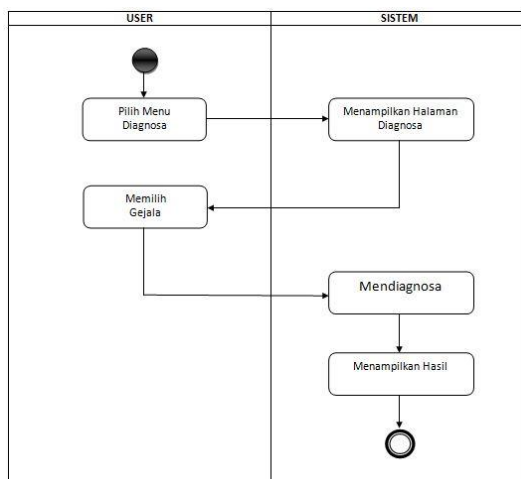 USER
SISTEM
Pilih Menu
Diagnosa
Menampilkan Halaman
Diagnosa
Memilih
Gejala
Mendiagnosa
Menampilkan Hasil